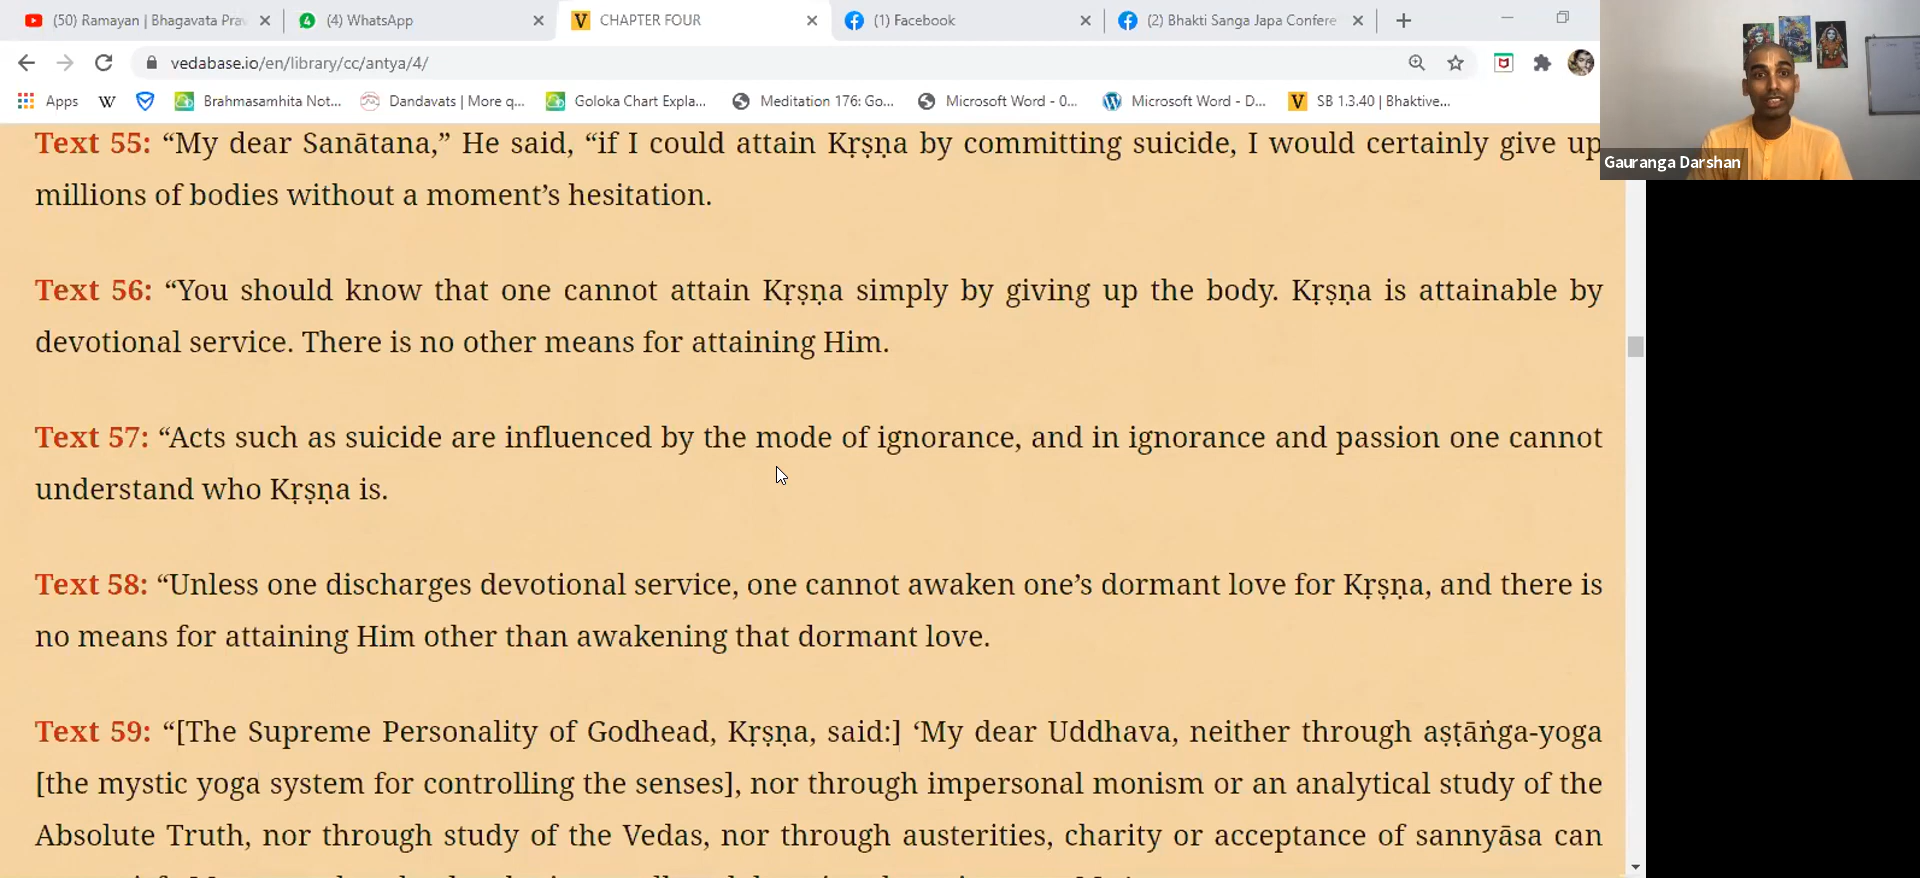 (50) Ramayan | Bhagavata Pra
(4) WhatsApp
CHAPTER FOUR
(1) Facebook
(2) Bhakti Sanga Japa Confere
vedabase.io/en/library/cc/antya/4/
Apps
Brahmasamhita Not...
Dandavats | More q...
Goloka Chart Expla...
Meditation 176: Go...
Microsoft Word - 0...
Microsoft Word - D...
SB 1.3.40 | Bhaktive...
Gauranga Darshan
Text 55: “My dear Sanātana,” He said, “if I could attain Kṛṣṇa by committing suicide, I would certainly give up
millions of bodies without a moment’s hesitation.
Text 56: “You should know that one cannot attain Kṛṣṇa simply by giving up the body. Kṛṣṇa is attainable by
devotional service. There is no other means for attaining Him.
Text 57: “Acts such as suicide are influenced by the mode of ignorance, and in ignorance and passion one cannot
understand who Kṛṣṇa is.
Text 58: “Unless one discharges devotional service, one cannot awaken one’s dormant love for Kṛṣṇa, and there is
no means for attaining Him other than awakening that dormant love.
Text 59: “[The Supreme Personality of Godhead, Kṛṣṇa, said:] ‘My dear Uddhava, neither through aṣṭāṅga-yoga
[the mystic yoga system for controlling the senses], nor through impersonal monism or an analytical study of the
Absolute Truth, nor through study of the Vedas, nor through austerities, charity or acceptance of sannyāsa can